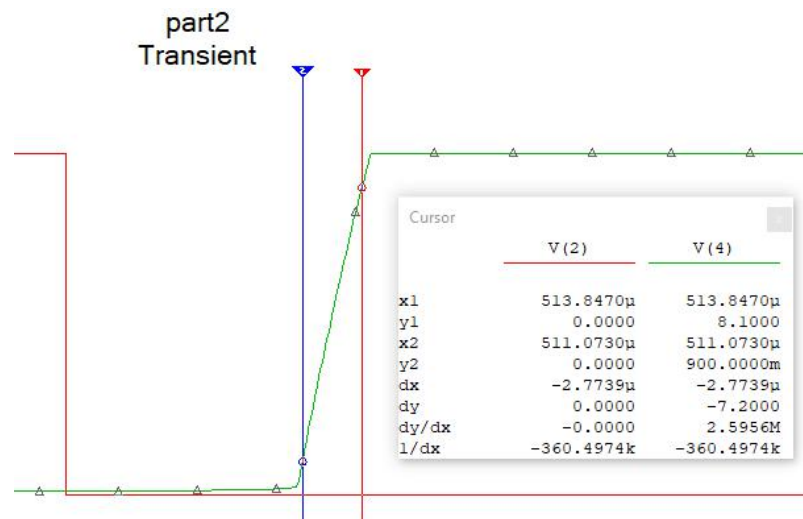 part2
Transient
2
1
Cursor
V(2) V(4)
x1 513.8470μ 513.8470μ
y1 0.0000 8.1000
x2 511.0730μ 511.0730μ
y2 0.0000 900.0000m
dx -2.7739μ -2.7739μ
dy 0.0000 -7.2000
dy/dx -0.0000 2.5956M
1/dx -360.4974k -360.4974k